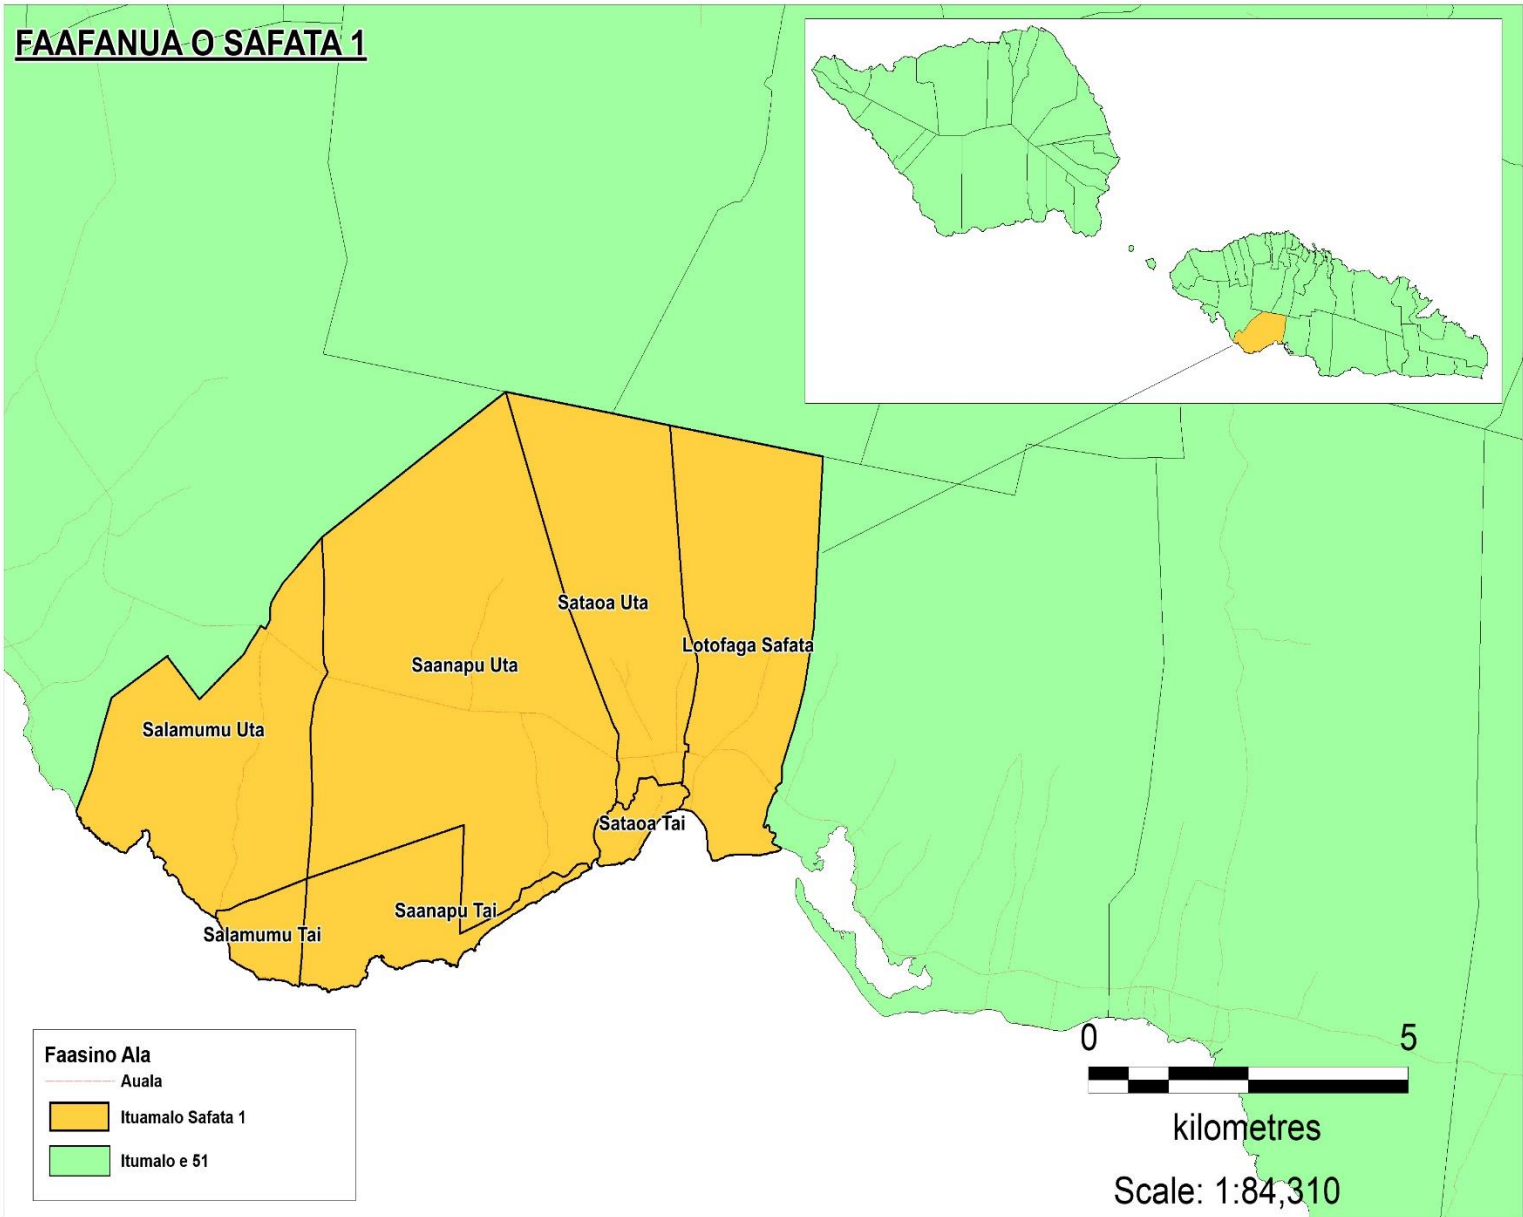 FAAFANUA O SAFATA 1
Sataoa Uta
Lotofaga Safata
Saanapu Uta
Salamumu Uta
Sataoa Tai
Saanapu Tai
Salamumu Tai
Faasino Ala
Auala
Ituamalo Safata 1
Itumalo e 51
0 5
kilometres
Scale: 1:84,310